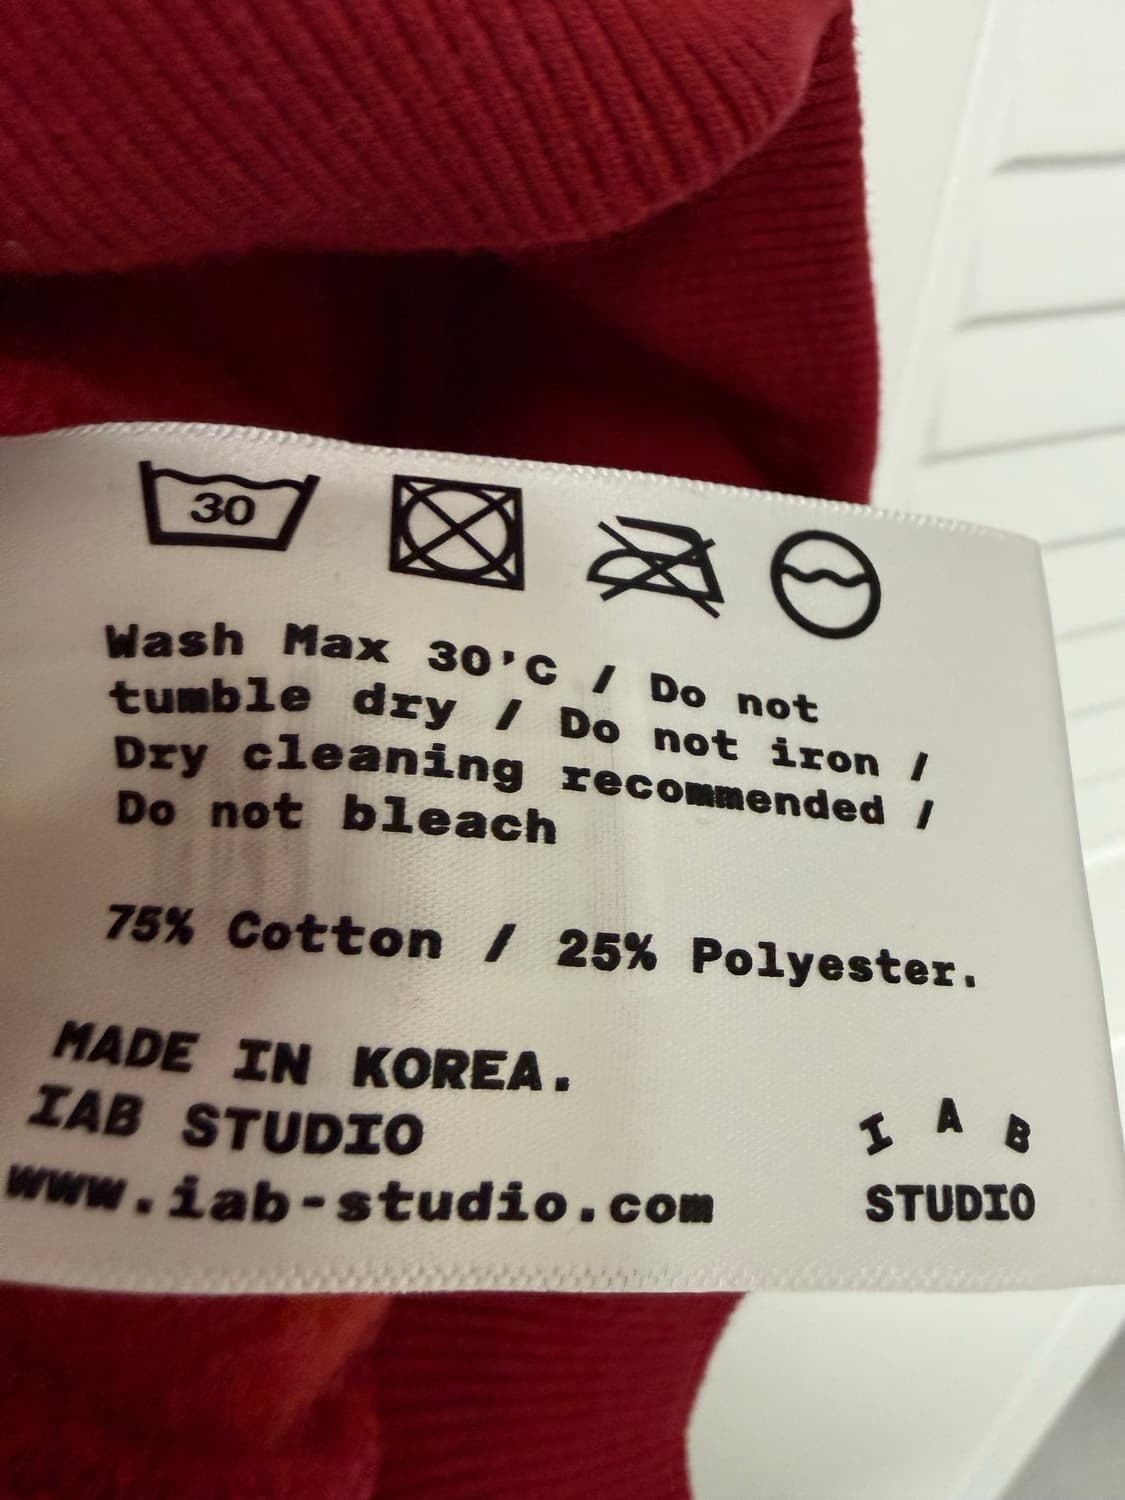 30
Wash Max 30'C / Do not
tumble dry / Do not iron /
Dry cleaning recommended /
Do not bleach
75% Cotton / 25% Polyester.
MADE IN KOREA.
IAB STUDIO
www.iab-studio.com
I A B
STUDIO